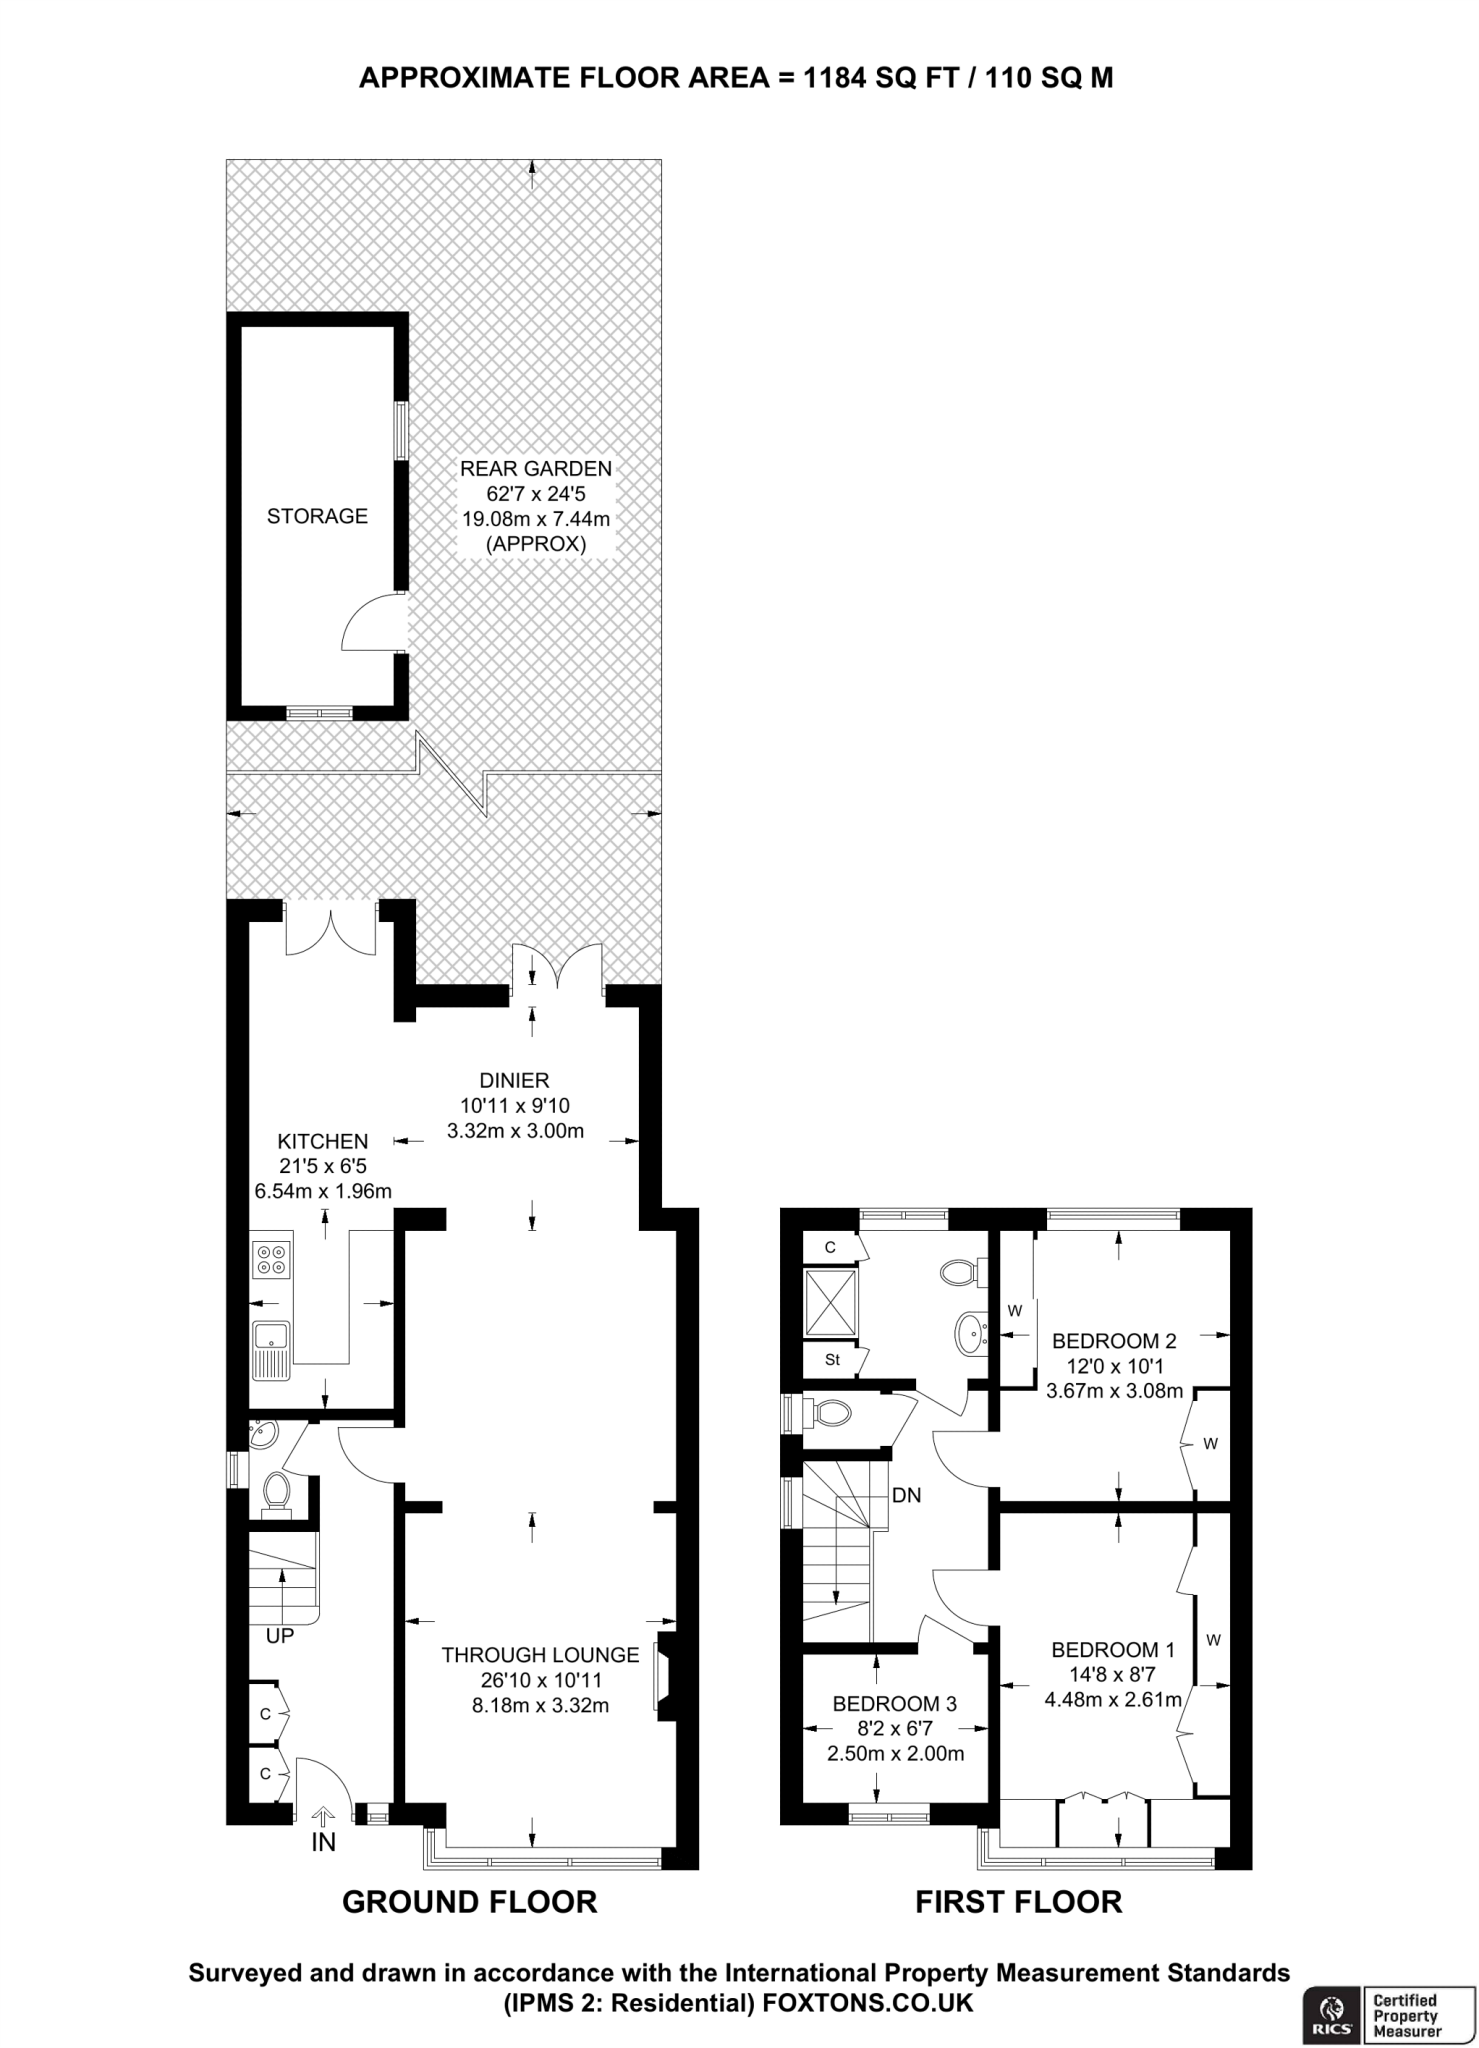 APPROXIMATE FLOOR AREA = 1184 SQ FT / 110 SQ M
STORAGE
REAR GARDEN
62'7 x 24'5
19.08m x 7.44m
(APPROX)
DINIER
10'11 x 9'10
3.32m x 3.00m
KITCHEN
21'5 x 6'5
6.54m x 1.96m
UP
C
C
IN
THROUGH LOUNGE
26'10 x 10'11
8.18m x 3.32m
GROUND FLOOR
C
St
W
BEDROOM 2
12'0 x 10'1
3.67m x 3.08m
W
DN
BEDROOM 1
14'8 x 8'7
4.48m x 2.61m
W
BEDROOM 3
8'2 x 6'7
2.50m x 2.00m
FIRST FLOOR
Surveyed and drawn in accordance with the International Property Measurement Standards
(IPMS 2: Residential) FOXTONS.CO.UK
RICS
Certified
Property
Measurer